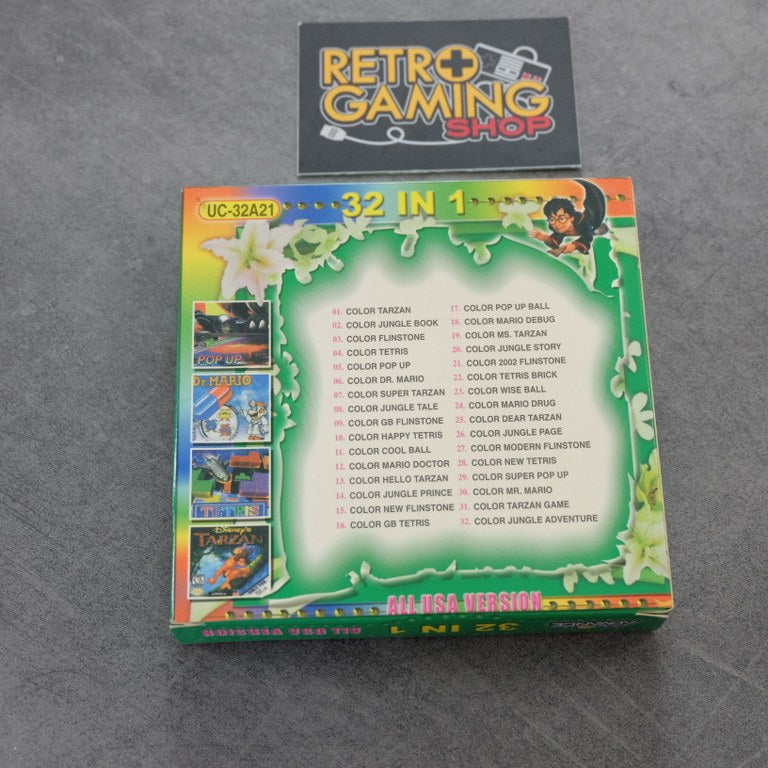 RETRO
GAMING
SHOP
UC-32A21
32 IN 1
01. COLOR TARZAN
02. COLOR JUNGLE BOOK
03. COLOR FLINSTONE
04. COLOR TETRIS
05. COLOR POP UP
06. COLOR DR. MARIO
07. COLOR SUPER TARZAN
08. COLOR JUNGLE TALE
09. COLOR GB FLINSTONE
10. COLOR HAPPY TETRIS
11. COLOR COOL BALL
12. COLOR MARIO DOCTOR
13. COLOR HELLO TARZAN
14. COLOR JUNGLE PRINCE
15. COLOR NEW FLINSTONE
16. COLOR GB TETRIS
17. COLOR POP UP BALL
18. COLOR MARIO DEBUG
19. COLOR MS. TARZAN
20. COLOR JUNGLE STORY
21. COLOR 2002 FLINSTONE
22. COLOR TETRIS BRICK
23. COLOR WISE BALL
24. COLOR MARIO DRUG
25. COLOR DEAR TARZAN
26. COLOR JUNGLE PAGE
27. COLOR MODERN FLINSTONE
28. COLOR NEW TETRIS
29. COLOR SUPER POP UP
30. COLOR MR. MARIO
31. COLOR TARZAN GAME
32. COLOR JUNGLE ADVENTURE
POP UP
Dr. MARIO
TETRIS
Disney's
TARZAN
ALL USA VERSION
32 IN 1
ALL USA VERSION
ADVANCE